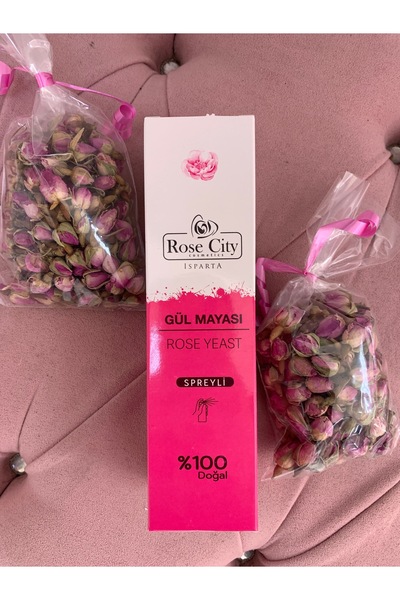 Rose City
cosmetics
ISPARTA
GÜL MAYASI
ROSE YEAST
SPREYLİ
%100
Doğal